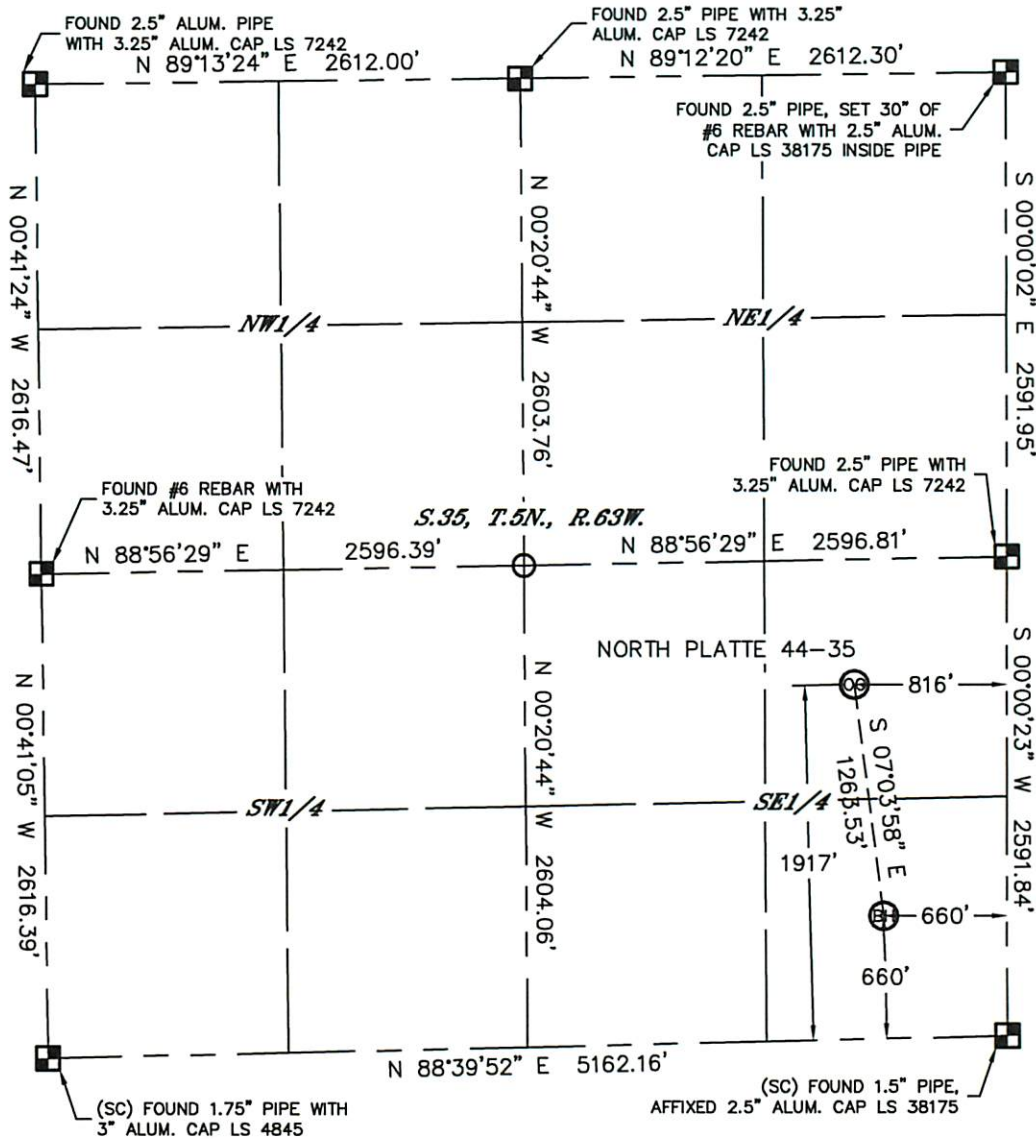 FOUND 2.5" ALUM. PIPE
WITH 3.25" ALUM. CAP LS 7242
N 89°13'24" E 2612.00'
FOUND 2.5" PIPE WITH 3.25"
ALUM. CAP LS 7242
N 89°12'20" E 2612.30'
FOUND 2.5" PIPE, SET 30" OF
#6 REBAR WITH 2.5" ALUM.
CAP LS 38175 INSIDE PIPE
N 00°41'24" W 2616.47'
N 00°20'44" W 2603.76'
S 00°00'02" E 2591.95'
NW1/4
NE1/4
FOUND #6 REBAR WITH
3.25" ALUM. CAP LS 7242
FOUND 2.5" PIPE WITH
3.25" ALUM. CAP LS 7242
S.35, T.5N., R.63W.
N 88°56'29" E 2596.39'
N 88°56'29" E 2596.81'
NORTH PLATTE 44-35
OG
816'
N 00°41'05" W 2616.39'
N 00°20'44" W 2604.06'
S 07°03'58" E
1263.53'
S 00°00'23" W 2591.84'
SW1/4
SE1/4
1917'
BH
660'
660'
N 88°39'52" E 5162.16'
(SC) FOUND 1.75" PIPE WITH
3" ALUM. CAP LS 4845
(SC) FOUND 1.5" PIPE,
AFFIXED 2.5" ALUM. CAP LS 38175